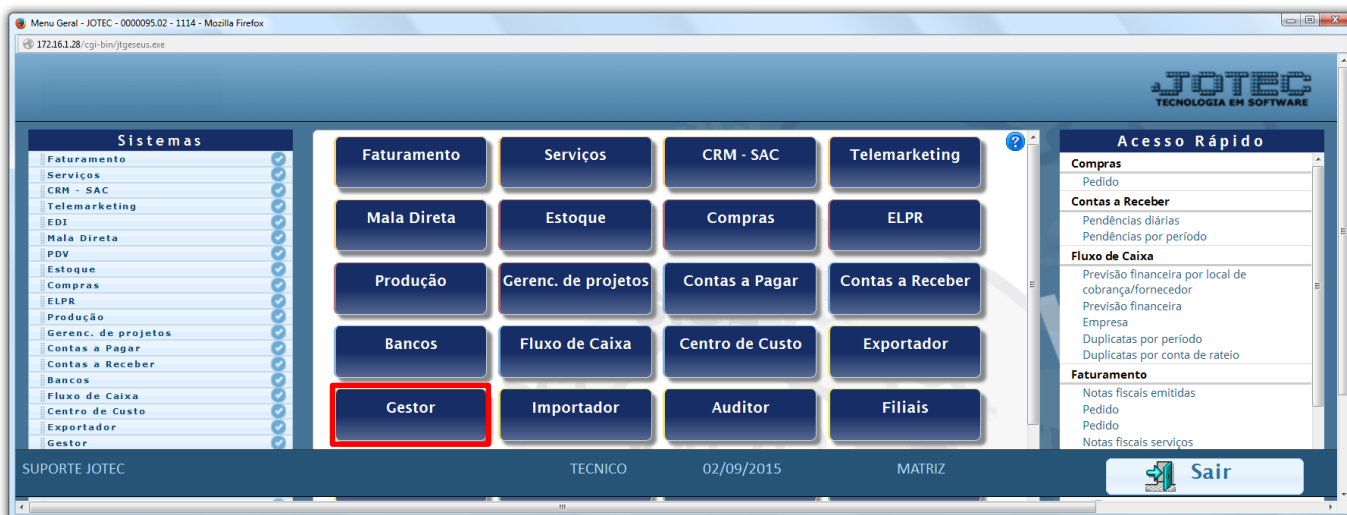 Menu Geral - JOTEC - 0000095.02 - 1114 - Mozilla Firefox
172.16.1.28/cgi-bin/jtgeseus.exe
JOTEC
TECNOLOGIA EM SOFTWARE
Sistemas
Faturamento
Serviços
CRM - SAC
Telemarketing
EDI
Mala Direta
PDV
Estoque
Compras
ELPR
Produção
Gerenc. de projetos
Contas a Pagar
Contas a Receber
Bancos
Fluxo de Caixa
Centro de Custo
Exportador
Gestor
Faturamento Serviços CRM - SAC Telemarketing
Mala Direta Estoque Compras ELPR
Produção Gerenc. de projetos Contas a Pagar Contas a Receber
Bancos Fluxo de Caixa Centro de Custo Exportador
Gestor Importador Auditor Filiais
?
Acesso Rápido
Compras
Pedido
Contas a Receber
Pendências diárias
Pendências por período
Fluxo de Caixa
Previsão financeira por local de
cobrança/fornecedor
Previsão financeira
Empresa
Duplicatas por período
Duplicatas por conta de rateio
Faturamento
Notas fiscais emitidas
Pedido
Pedido
Notas fiscais serviços
SUPORTE JOTEC TECNICO 02/09/2015 MATRIZ Sair